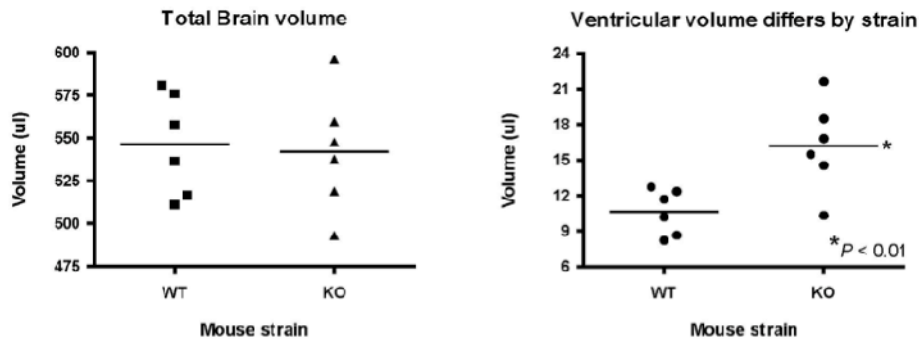 Total Brain volume
600
575
550
525
500
475
Volume (ul)
WT
KO
Mouse strain
Ventricular volume differs by strain
24
21
18
15
12
9
6
Volume (ul)
*
*P < 0.01
WT
KO
Mouse strain